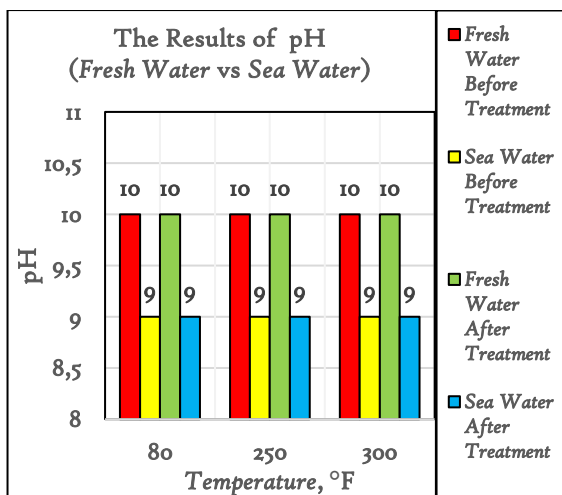 The Results of pH
(Fresh Water vs Sea Water)
11
10,5
10
9,5
9
8,5
8
pH
10 10 10 10 10 10
9 9 9 9 9 9
80 250 300
Temperature, °F
Fresh
Water
Before
Treatment
Sea Water
Before
Treatment
Fresh
Water
After
Treatment
Sea Water
After
Treatment